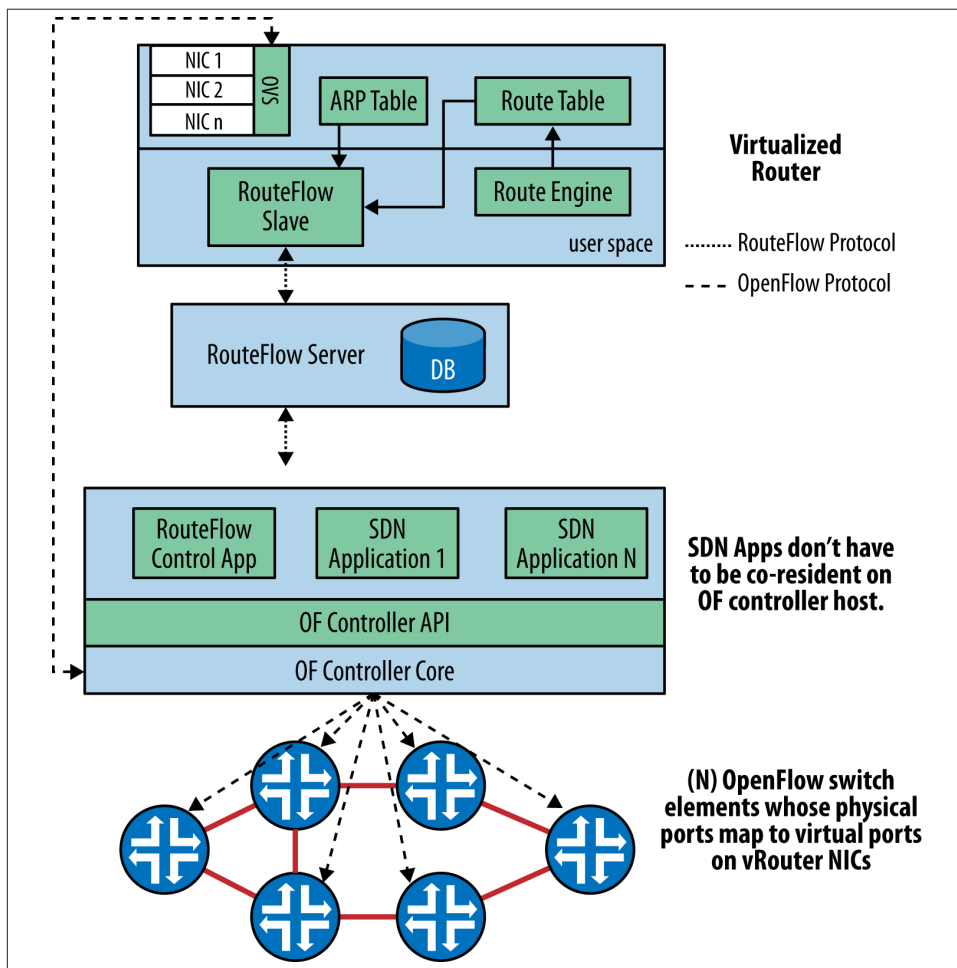 NIC 1
NIC 2
NIC n
OVS
ARP Table
Route Table
RouteFlow
Slave
Route Engine
user space
Virtualized
Router
RouteFlow Protocol
OpenFlow Protocol
RouteFlow Server
DB
RouteFlow
Control App
SDN
Application 1
SDN
Application N
SDN Apps don’t have
to be co-resident on
OF controller host.
OF Controller API
OF Controller Core
(N) OpenFlow switch
elements whose physical
ports map to virtual ports
on vRouter NICs